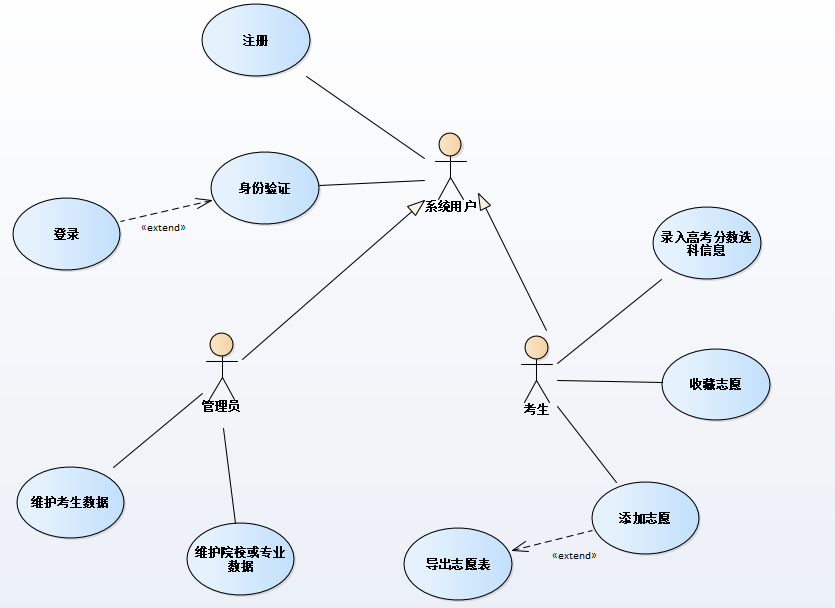 注册
身份验证
系统用户
登录
«extend»
录入高考分数选
科信息
管理员
考生
收藏志愿
维护考生数据
添加志愿
维护院校或专业
数据
导出志愿表
«extend»